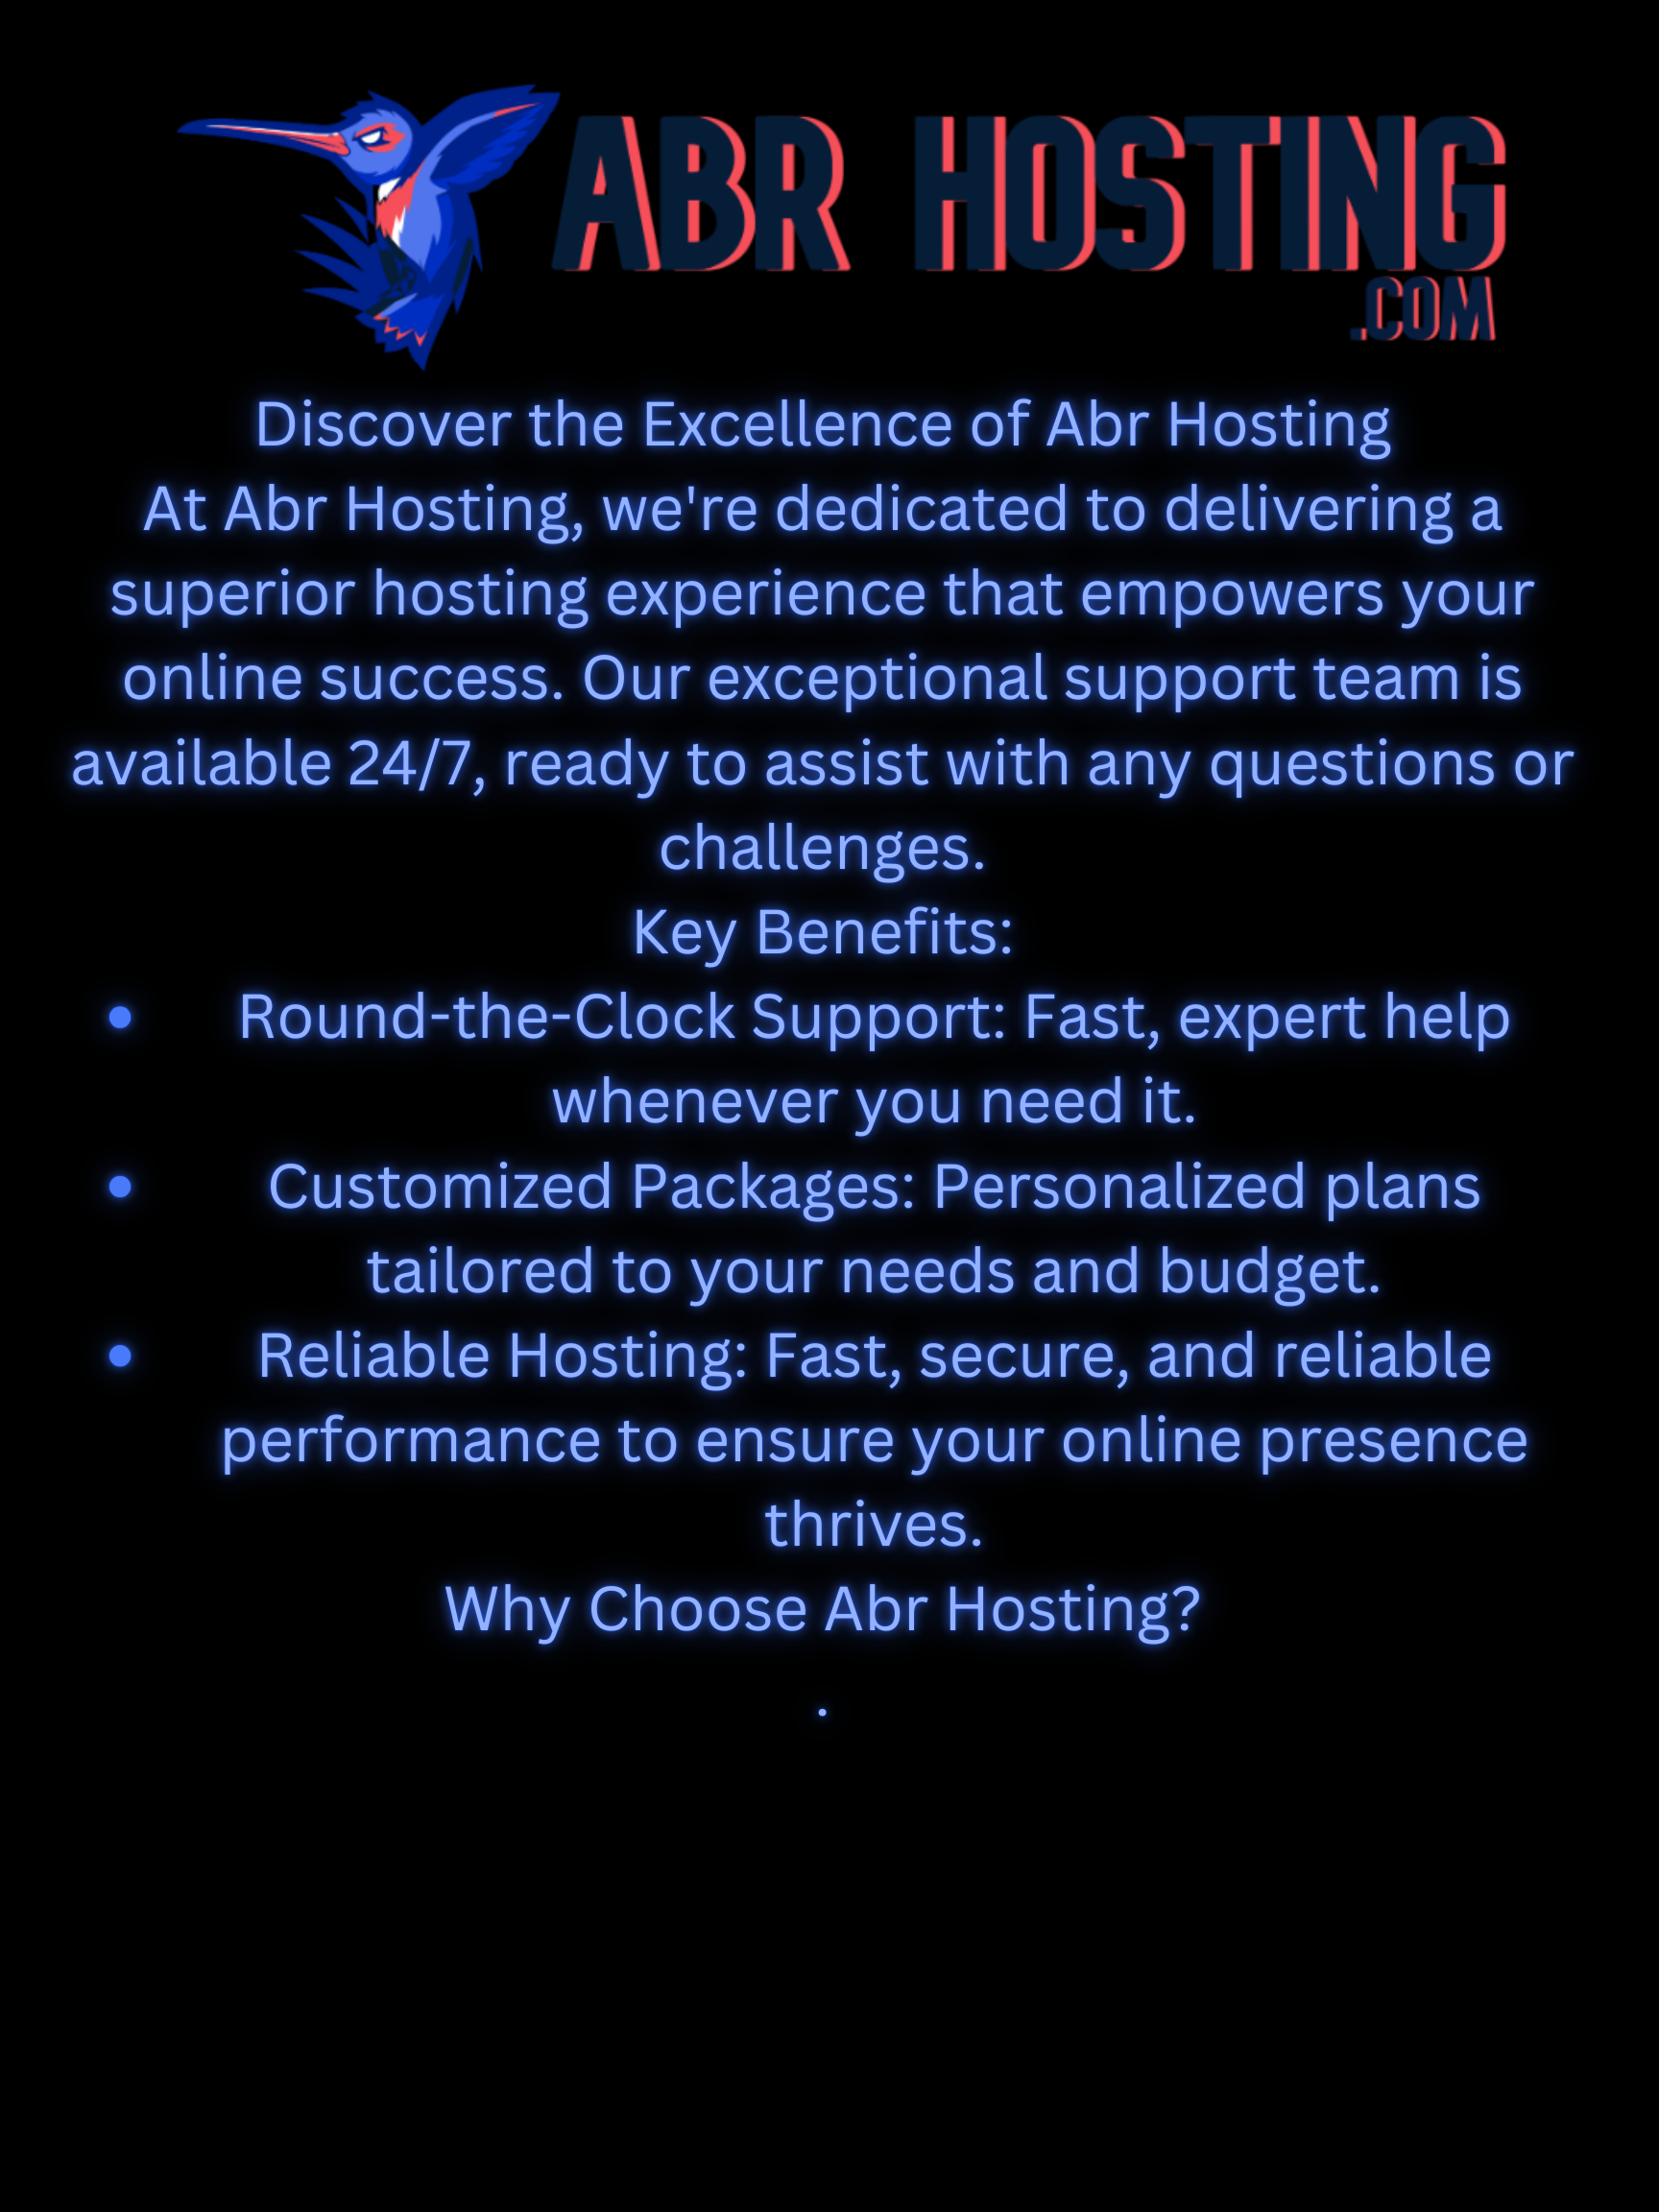 ABR HOSTING
.COM
Discover the Excellence of Abr Hosting
At Abr Hosting, we're dedicated to delivering a
superior hosting experience that empowers your
online success. Our exceptional support team is
available 24/7, ready to assist with any questions or
challenges.
Key Benefits:
• Round-the-Clock Support: Fast, expert help
whenever you need it.
• Customized Packages: Personalized plans
tailored to your needs and budget.
• Reliable Hosting: Fast, secure, and reliable
performance to ensure your online presence
thrives.
Why Choose Abr Hosting?
.